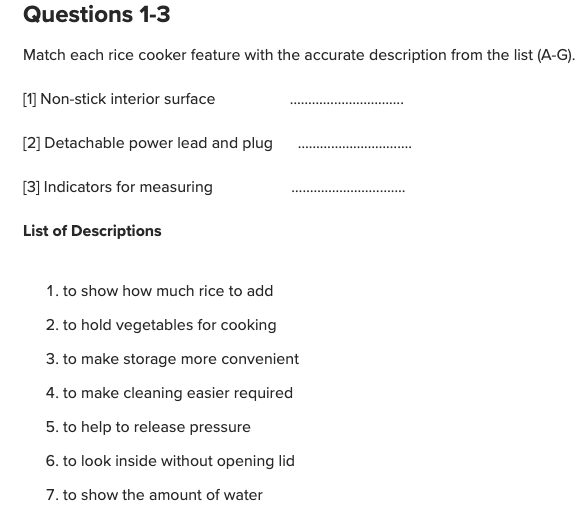 Questions 1-3
Match each rice cooker feature with the accurate description from the list (A-G).
[1] Non-stick interior surface ...............................
[2] Detachable power lead and plug ...............................
[3] Indicators for measuring ...............................
List of Descriptions
1. to show how much rice to add
2. to hold vegetables for cooking
3. to make storage more convenient
4. to make cleaning easier required
5. to help to release pressure
6. to look inside without opening lid
7. to show the amount of water